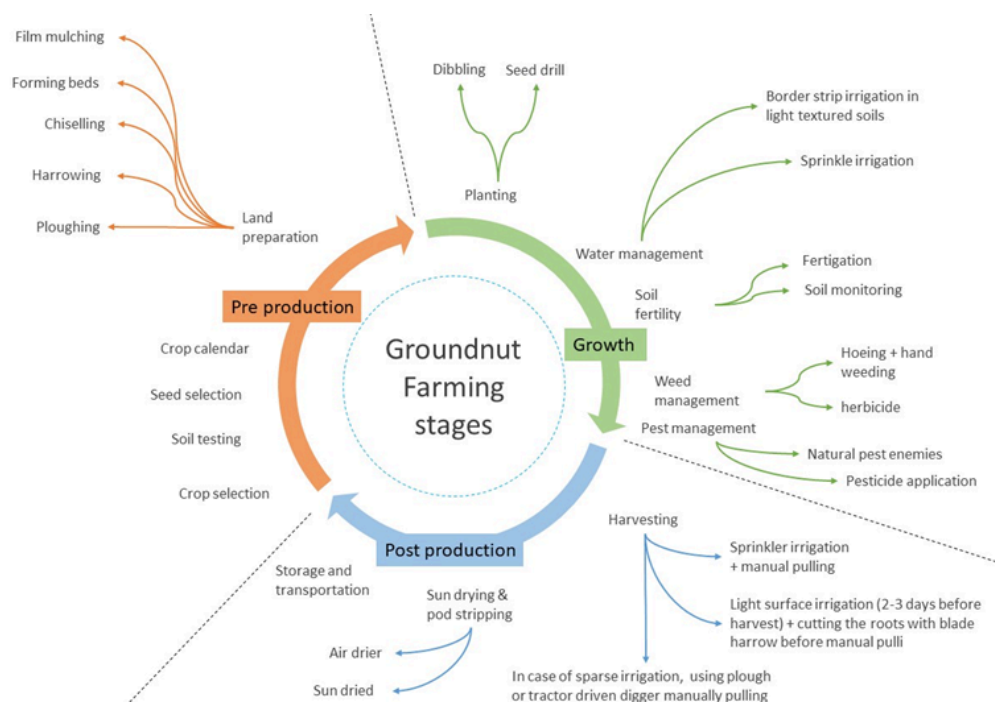 Film mulching
Forming beds
Chiselling
Harrowing
Ploughing
Land
preparation
Pre production
Crop calendar
Seed selection
Soil testing
Crop selection
Groundnut
Farming
stages
Dibbling
Seed drill
Planting
Border strip irrigation in
light textured soils
Sprinkle irrigation
Water management
Fertigation
Soil monitoring
Soil
fertility
Growth
Hoeing + hand
weeding
herbicide
Weed
management
Pest management
Natural pest enemies
Pesticide application
Harvesting
Sprinkler irrigation
+ manual pulling
Light surface irrigation (2-3 days before
harvest) + cutting the roots with blade
harrow before manual pulli
In case of sparse irrigation, using plough
or tractor driven digger manually pulling
Post production
Sun drying &
pod stripping
Air drier
Sun dried
Storage and
transportation